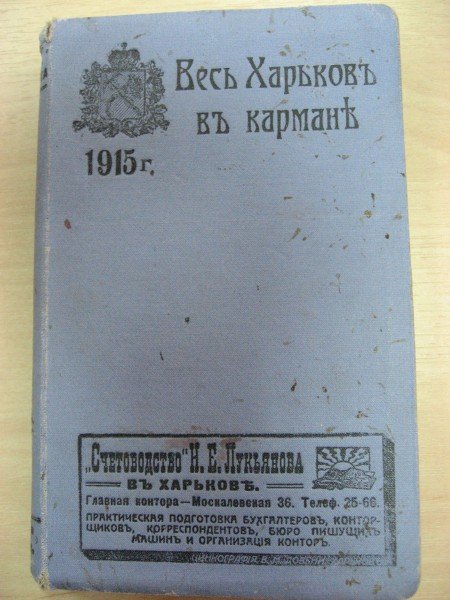 Весь Харьковъ
въ карманѣ
1915 г.
„Счетоводство" Н. Е. Лукьянова
въ Харьковѣ.
Главная контора—Москалевская 36. Телеф. 25-66.
ПРАКТИЧЕСКАЯ ПОДГОТОВКА БУХГАЛТЕРОВЪ, КОНТОР-
ЩИКОВЪ, КОРРЕСПОНДЕНТОВЪ, БЮРО ПИШУЩИХЪ
МАШИНЪ И ОРГАНИЗАЦІЯ КОНТОРЪ.